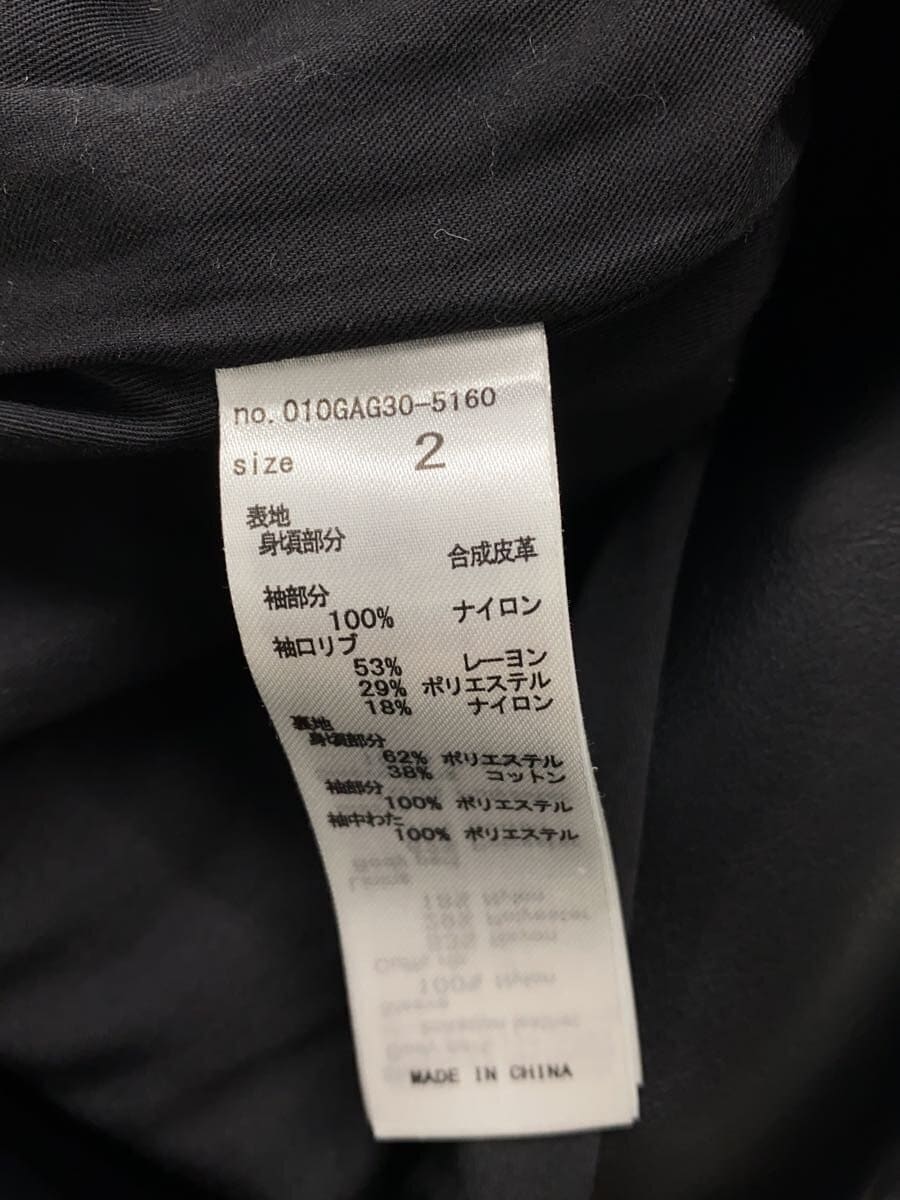 no. 010GAG30-5160
size 2
表地
身頃部分
合成皮革
袖部分
100% ナイロン
袖口リブ
53% レーヨン
29% ポリエステル
18% ナイロン
裏地
身頃部分
62% ポリエステル
38% コットン
袖部分
100% ポリエステル
袖中わた
100% ポリエステル
MADE IN CHINA